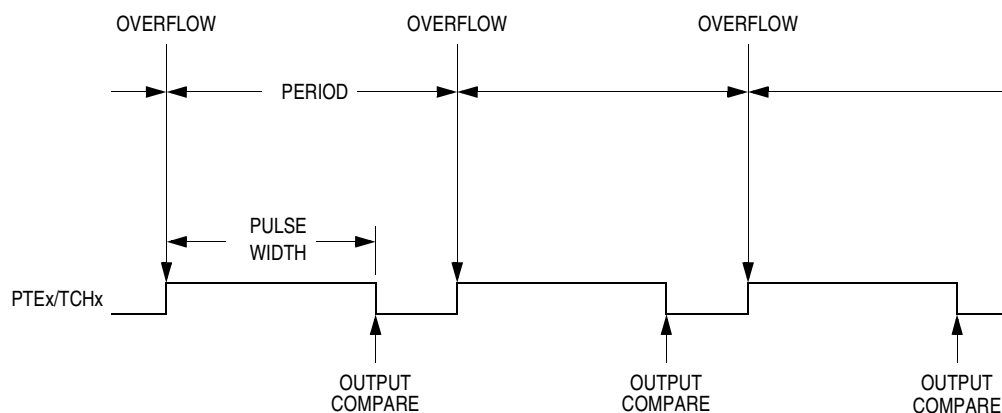 OVERFLOW
OVERFLOW
OVERFLOW
PERIOD
PULSE
WIDTH
PTEx/TCHx
OUTPUT
COMPARE
OUTPUT
COMPARE
OUTPUT
COMPARE